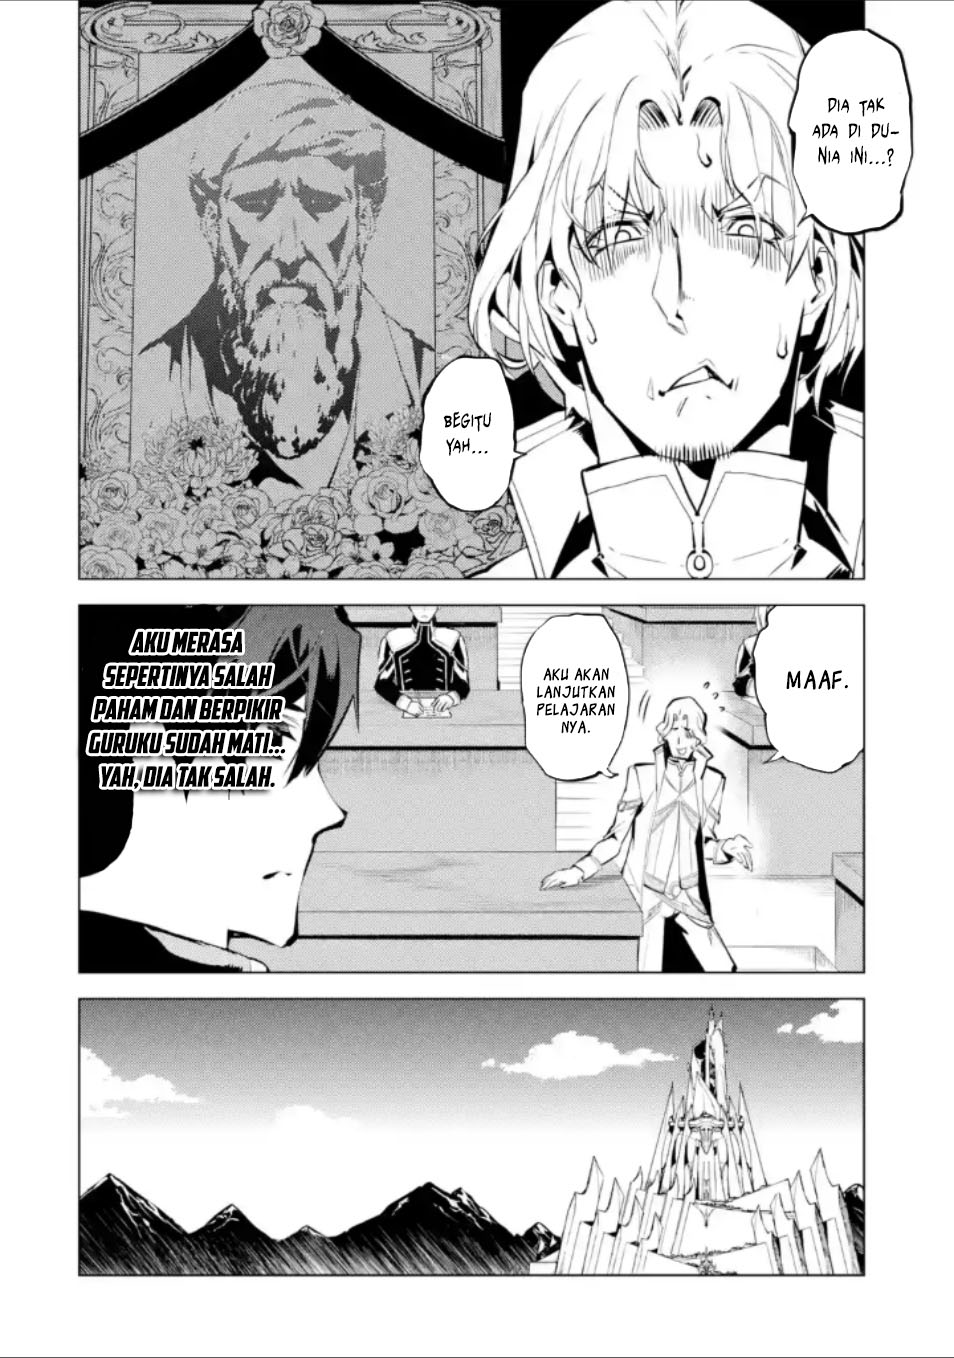 DIA TAK
ADA DI DU-
NIA INI...?
BEGITU
YAH...
MAAF.
AKU AKAN
LANJUTKAN
PELAJARAN
NYA.
AKU MERASA
SEPERTINYA SALAH
PAHAM DAN BERPIKIR
GURUKU SUDAH MATI...
YAH, DIA TAK SALAH.